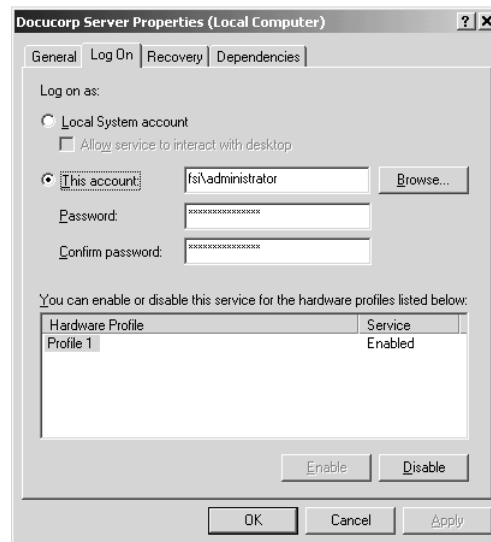 Docucorp Server Properties (Local Computer) ? X
General Log On Recovery Dependencies
Log on as:
Local System account
Allow service to interact with desktop
This account: fsi\administrator Browse...
Password: xxxxxxxxxxxxxxx
Confirm password: xxxxxxxxxxxxxxx
You can enable or disable this service for the hardware profiles listed below:
Hardware Profile Service
Profile 1 Enabled
Enable Disable
OK Cancel Apply